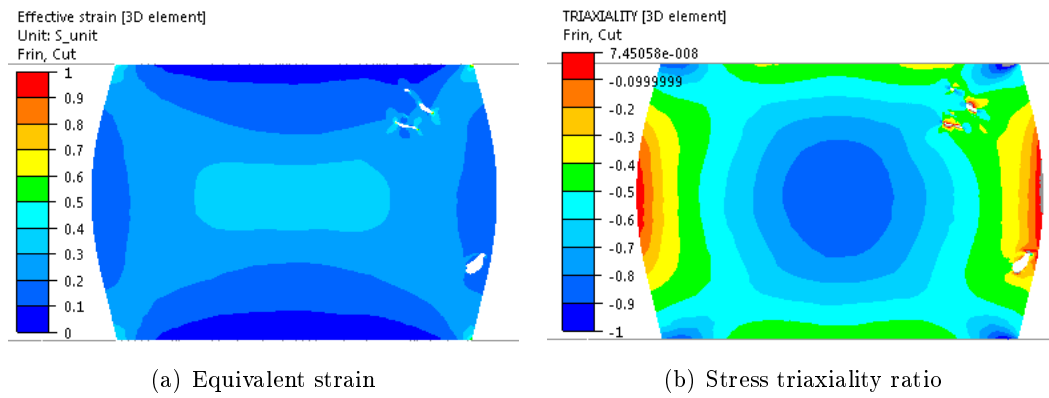 Effective strain [3D element]
Unit: S_unit
Frin, Cut
1
0.9
0.8
0.7
0.6
0.5
0.4
0.3
0.2
0.1
0
TRIAXIALITY [3D element]
Frin, Cut
7.45058e-008
-0.0999999
-0.2
-0.3
-0.4
-0.5
-0.6
-0.7
-0.8
-0.9
-1
(a) Equivalent strain
(b) Stress triaxiality ratio